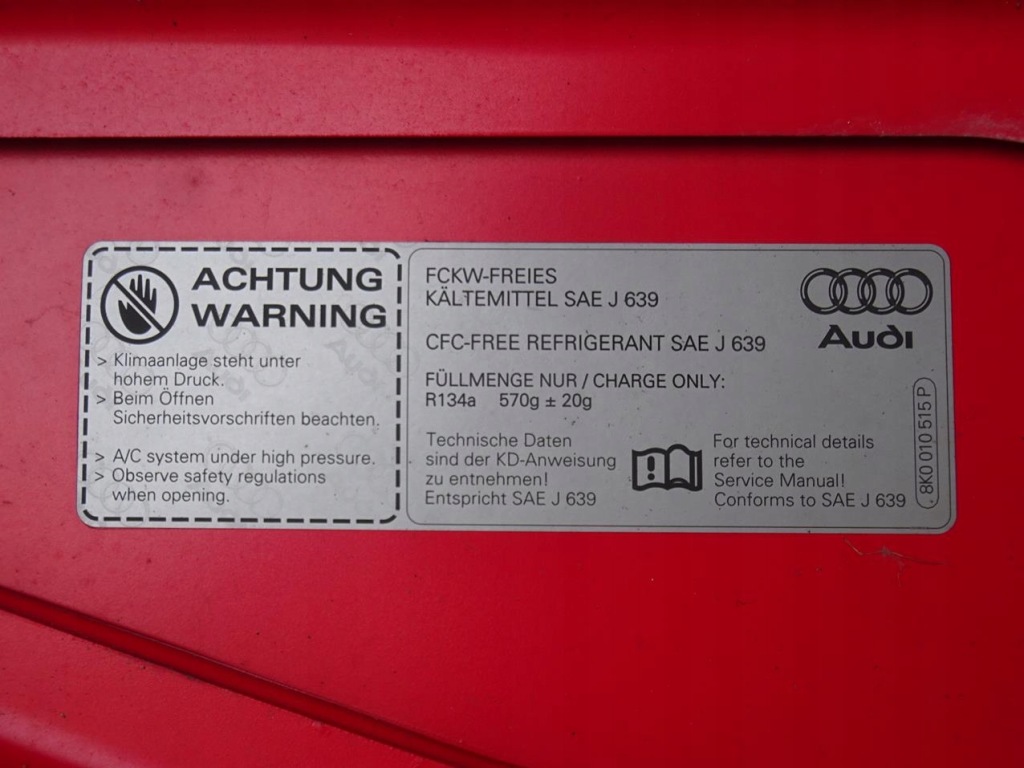 ACHTUNG
WARNING
> Klimaanlage steht unter
hohem Druck.
> Beim Öffnen
Sicherheitsvorschriften beachten.
> A/C system under high pressure.
> Observe safety regulations
when opening.
FCKW-FREIES
KÄLTEMITTEL SAE J 639
CFC-FREE REFRIGERANT SAE J 639
FÜLLMENGE NUR / CHARGE ONLY:
R134a 570g ± 20g
Technische Daten
sind der KD-Anweisung
zu entnehmen!
Entspricht SAE J 639
For technical details
refer to the
Service Manual!
Conforms to SAE J 639
Audi
8K0 010 515 P